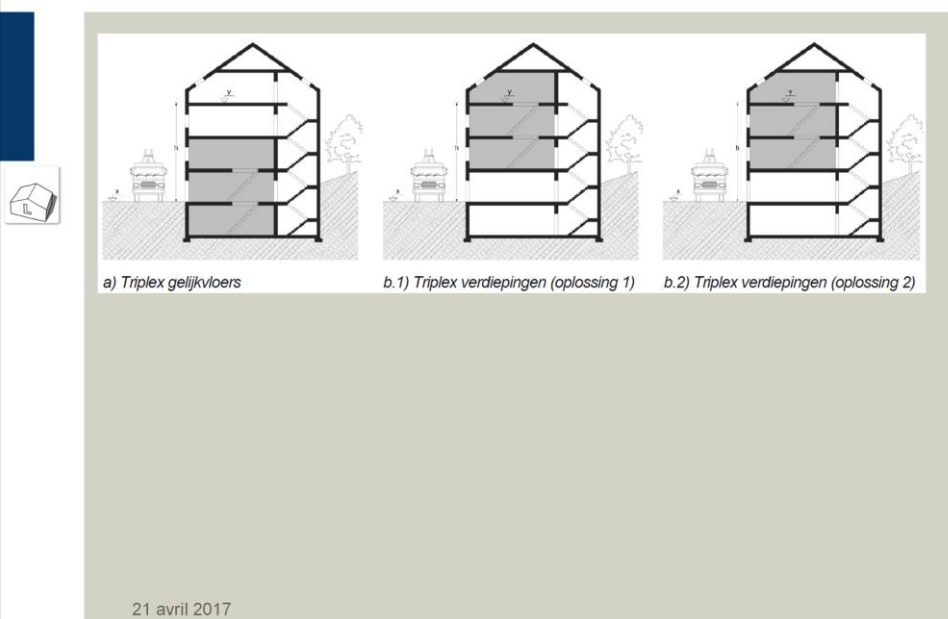 y
h
x
y
h
x
y
h
x
a) Triplex gelijkvloers
b.1) Triplex verdiepingen (oplossing 1)
b.2) Triplex verdiepingen (oplossing 2)
21 avril 2017